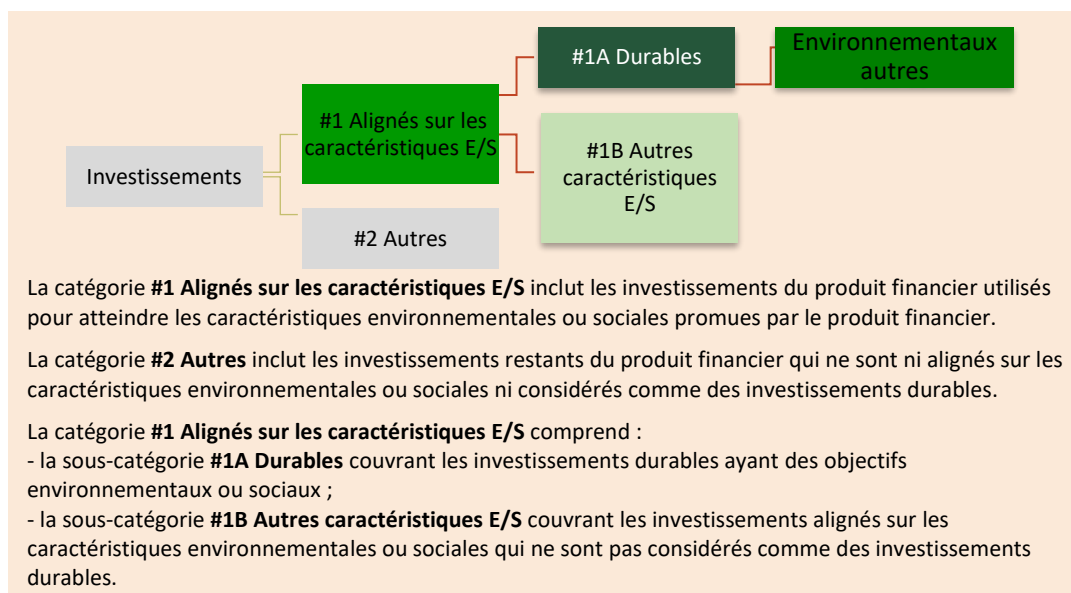 #1A Durables
Environnementaux
autres
#1 Alignés sur les
caractéristiques E/S
#1B Autres
caractéristiques
E/S
Investissements
#2 Autres
La catégorie #1 Alignés sur les caractéristiques E/S inclut les investissements du produit financier utilisés
pour atteindre les caractéristiques environnementales ou sociales promues par le produit financier.
La catégorie #2 Autres inclut les investissements restants du produit financier qui ne sont ni alignés sur les
caractéristiques environnementales ou sociales ni considérés comme des investissements durables.
La catégorie #1 Alignés sur les caractéristiques E/S comprend :
- la sous-catégorie #1A Durables couvrant les investissements durables ayant des objectifs
environnementaux ou sociaux ;
- la sous-catégorie #1B Autres caractéristiques E/S couvrant les investissements alignés sur les
caractéristiques environnementales ou sociales qui ne sont pas considérés comme des investissements
durables.